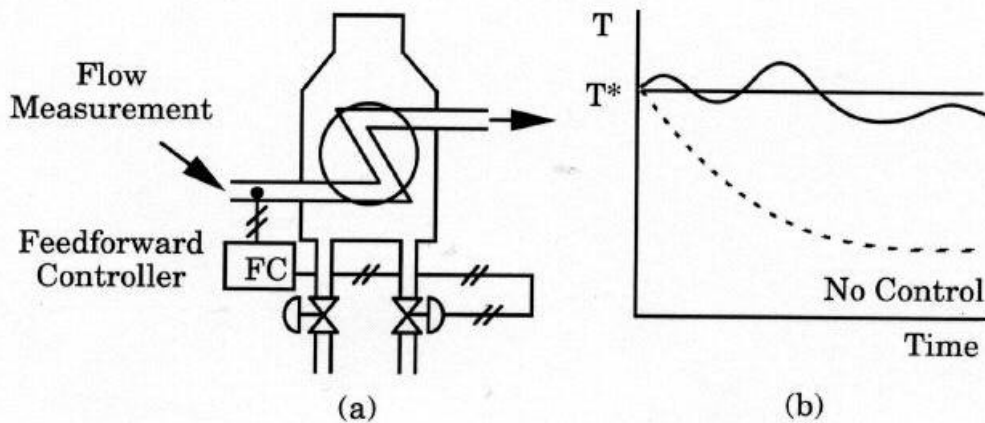 Flow
Measurement
Feedforward
Controller
FC
(a)
T
T*
No Control
Time
(b)